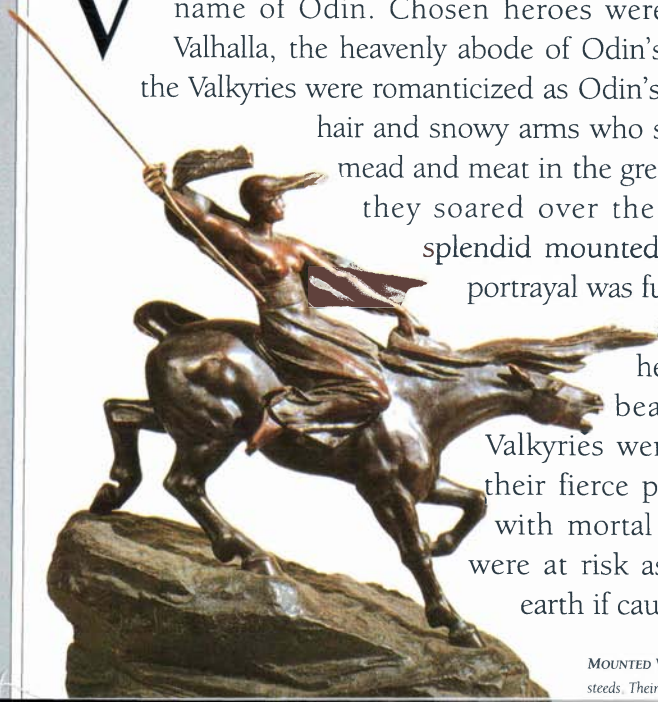 name of Odin. Chosen heroes were
Valhalla, the heavenly abode of Odin's
the Valkyries were romanticized as Odin's
hair and snowy arms who s
mead and meat in the gre
they soared over the
splendid mounted
portrayal was fu
he
bea
Valkyries wer
their fierce p
with mortal
were at risk as
earth if cau
MOUNTED V
steeds. Their